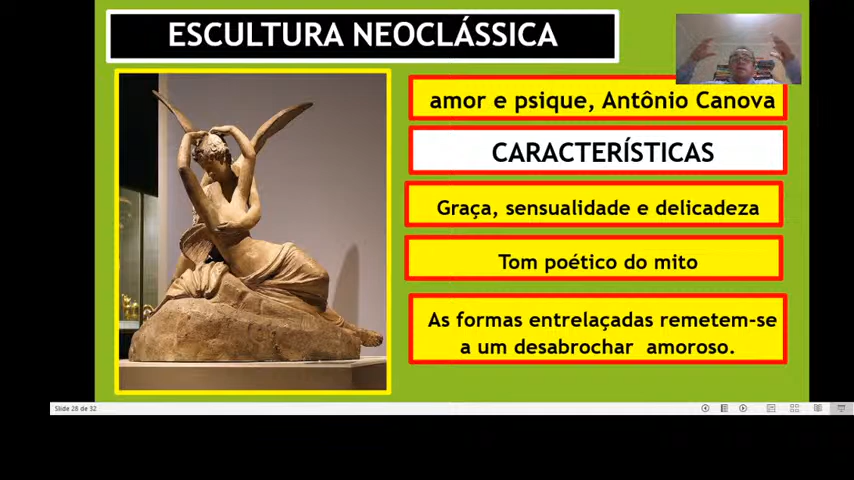 ESCULTURA NEOCLÁSSICA
amor e psique, Antônio Canova
CARACTERÍSTICAS
Graça, sensualidade e delicadeza
Tom poético do mito
As formas entrelaçadas remetem-se
a um desabrochar amoroso.
Slide 28 de 32